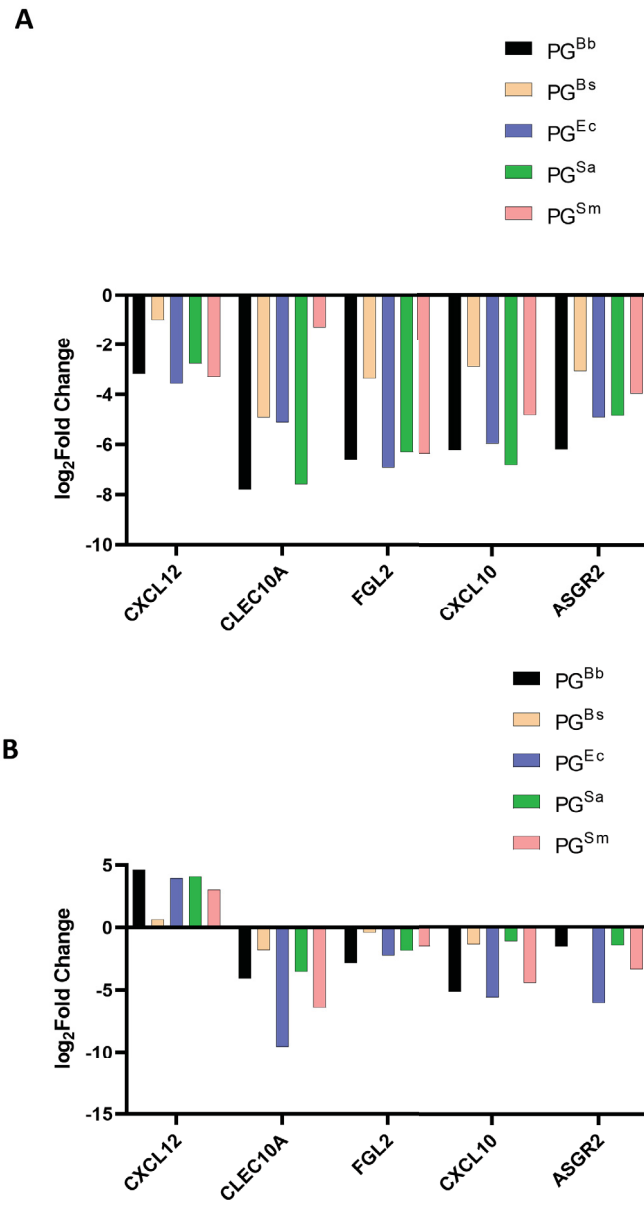 A
PG^Bb
PG^Bs
PG^Ec
PG^Sa
PG^Sm
0
-2
-4
-6
-8
-10
log₂Fold Change
CXCL12
CLEC10A
FGL2
CXCL10
ASGR2
PG^Bb
PG^Bs
B
PG^Ec
PG^Sa
PG^Sm
5
0
-5
-10
-15
log₂Fold Change
CXCL12
CLEC10A
FGL2
CXCL10
ASGR2